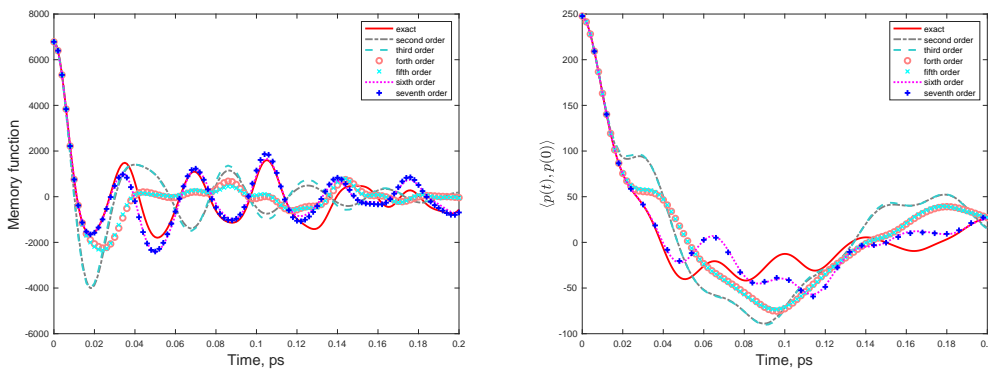 8000
6000
4000
2000
0
-2000
-4000
-6000
Memory function
0 0.02 0.04 0.06 0.08 0.1 0.12 0.14 0.16 0.18 0.2
Time, ps
exact
second order
third order
forth order
fifth order
sixth order
seventh order
250
200
150
100
50
0
-50
-100
⟨p(t), p(0)⟩
0 0.02 0.04 0.06 0.08 0.1 0.12 0.14 0.16 0.18 0.2
Time, ps
exact
second order
third order
forth order
fifth order
sixth order
seventh order